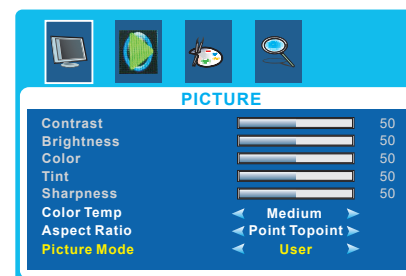 PICTURE
Contrast 50
Brightness 50
Color 50
Tint 50
Sharpness 50
Color Temp Medium
Aspect Ratio Point Topoint
Picture Mode User